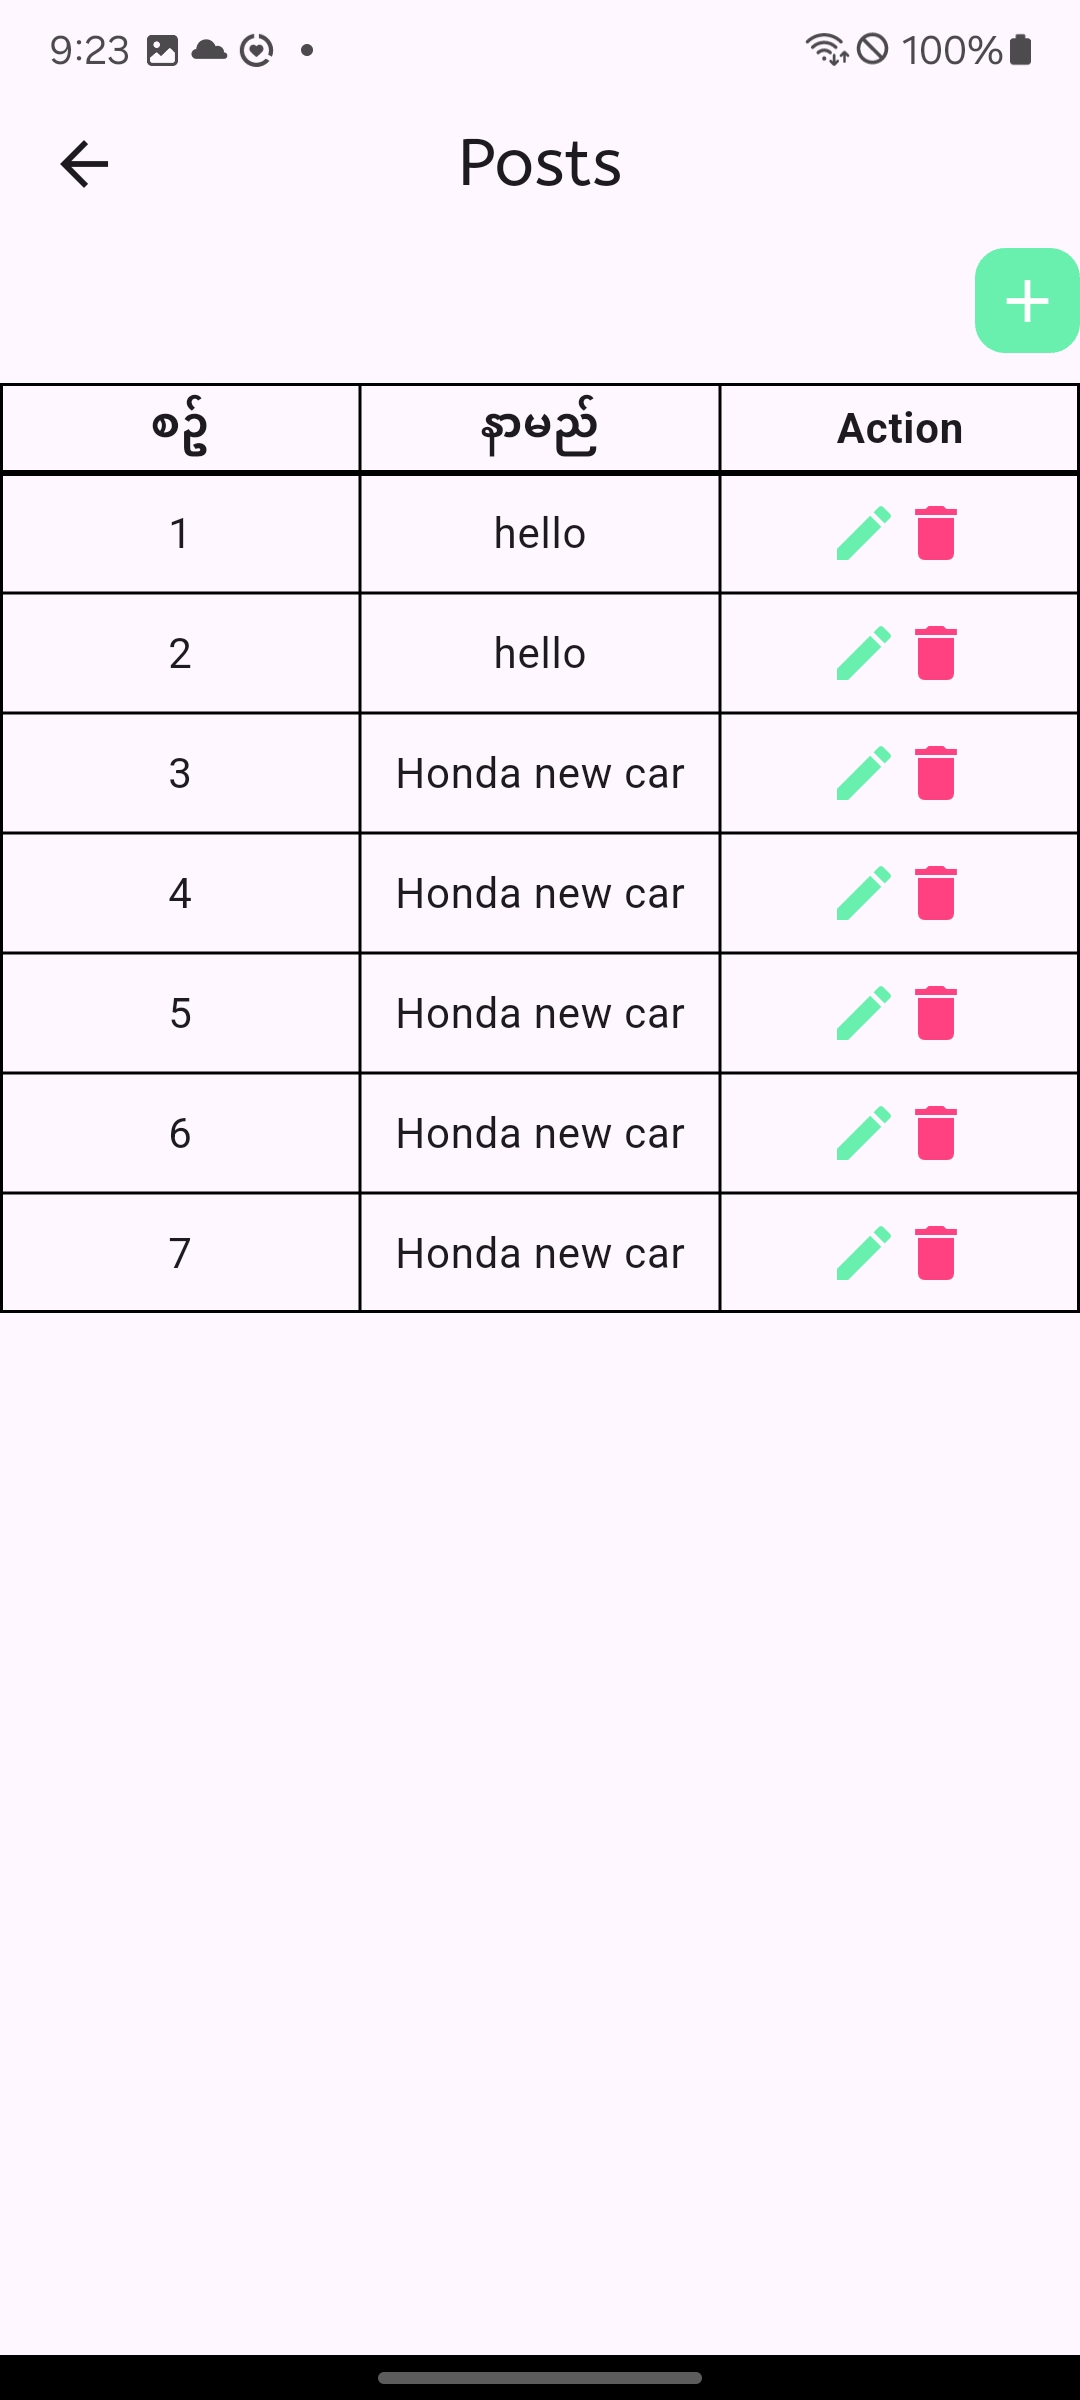 9:23 100%
Posts
စဥ် နာမည် Action
1 hello
2 hello
3 Honda new car
4 Honda new car
5 Honda new car
6 Honda new car
7 Honda new car